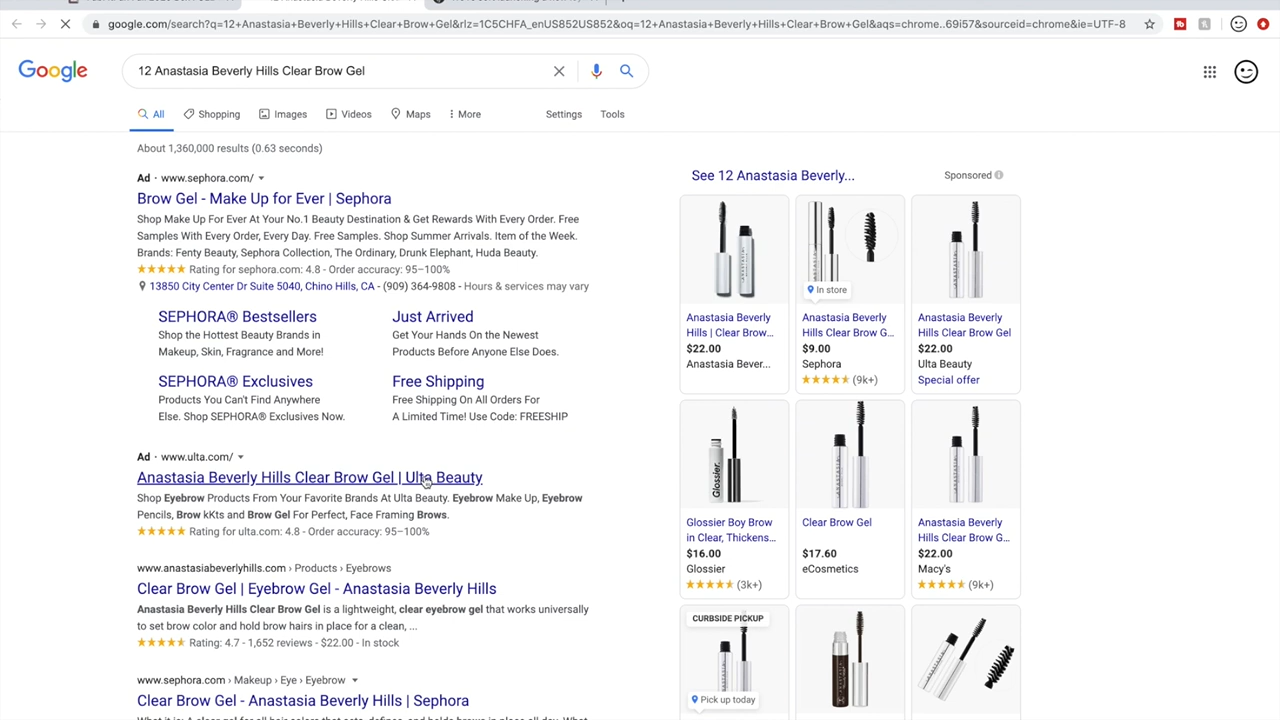 google.com/search?q=12+Anastasia+Beverly+Hills+Clear+Brow+Gel&rlz=1C5CHFA_enUS852US852&oq=12+Anastasia+Beverly+Hills+Clear+Brow+Gel&aqs=chrome..69i57&sourceid=chrome&ie=UTF-8
Google
12 Anastasia Beverly Hills Clear Brow Gel
All Shopping Images Videos Maps More Settings Tools
About 1,360,000 results (0.63 seconds)
Ad · www.sephora.com/
Brow Gel - Make Up for Ever | Sephora
Shop Make Up For Ever At Your No.1 Beauty Destination & Get Rewards With Every Order. Free
Samples With Every Order, Every Day. Free Samples. Shop Summer Arrivals. Item of the Week.
Brands: Fenty Beauty, Sephora Collection, The Ordinary, Drunk Elephant, Huda Beauty.
Rating for sephora.com: 4.8 - Order accuracy: 95–100%
13850 City Center Dr Suite 5040, Chino Hills, CA - (909) 364-9808 - Hours & services may vary
SEPHORA® Bestsellers
Shop the Hottest Beauty Brands in
Makeup, Skin, Fragrance and More!
Just Arrived
Get Your Hands On the Newest
Products Before Anyone Else Does.
SEPHORA® Exclusives
Products You Can't Find Anywhere
Else. Shop SEPHORA® Exclusives Now.
Free Shipping
Free Shipping On All Orders For
A Limited Time! Use Code: FREESHIP
Ad · www.ulta.com/
Anastasia Beverly Hills Clear Brow Gel | Ulta Beauty
Shop Eyebrow Products From Your Favorite Brands At Ulta Beauty. Eyebrow Make Up, Eyebrow
Pencils, Brow kKts and Brow Gel For Perfect, Face Framing Brows.
Rating for ulta.com: 4.8 - Order accuracy: 95–100%
www.anastasiabeverlyhills.com › Products › Eyebrows
Clear Brow Gel | Eyebrow Gel - Anastasia Beverly Hills
Anastasia Beverly Hills Clear Brow Gel is a lightweight, clear eyebrow gel that works universally
to set brow color and hold brow hairs in place for a clean, ...
Rating: 4.7 - 1,652 reviews - $22.00 - In stock
www.sephora.com › Makeup › Eye › Eyebrow
Clear Brow Gel - Anastasia Beverly Hills | Sephora
See 12 Anastasia Beverly...
Sponsored
Anastasia Beverly
Hills | Clear Brow...
$22.00
Anastasia Bever...
In store
Anastasia Beverly
Hills Clear Brow G...
$9.00
Sephora
(9k+)
Anastasia Beverly
Hills Clear Brow Gel
$22.00
Ulta Beauty
Special offer
Glossier.
Glossier Boy Brow
in Clear, Thickens...
$16.00
Glossier
(3k+)
Clear Brow Gel
$17.60
eCosmetics
Anastasia Beverly
Hills Clear Brow G...
$22.00
Macy's
(9k+)
CURBSIDE PICKUP
Pick up today